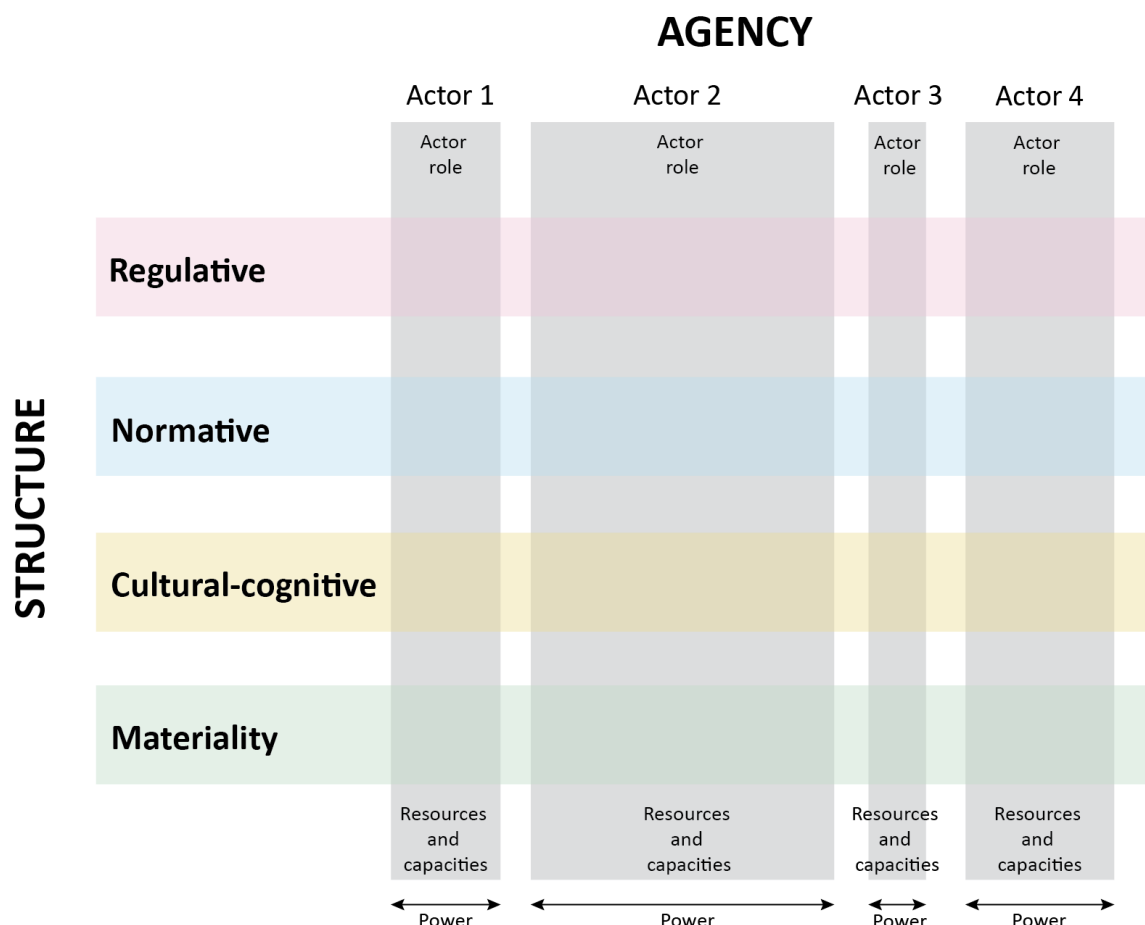 AGENCY
Actor 1
Actor 2
Actor 3
Actor 4
Actor
role
Actor
role
Actor
role
Actor
role
STRUCTURE
Regulative
Normative
Cultural-cognitive
Materiality
Resources
and
capacities
Resources
and
capacities
Resources
and
capacities
Resources
and
capacities
Power
Power
Power
Power